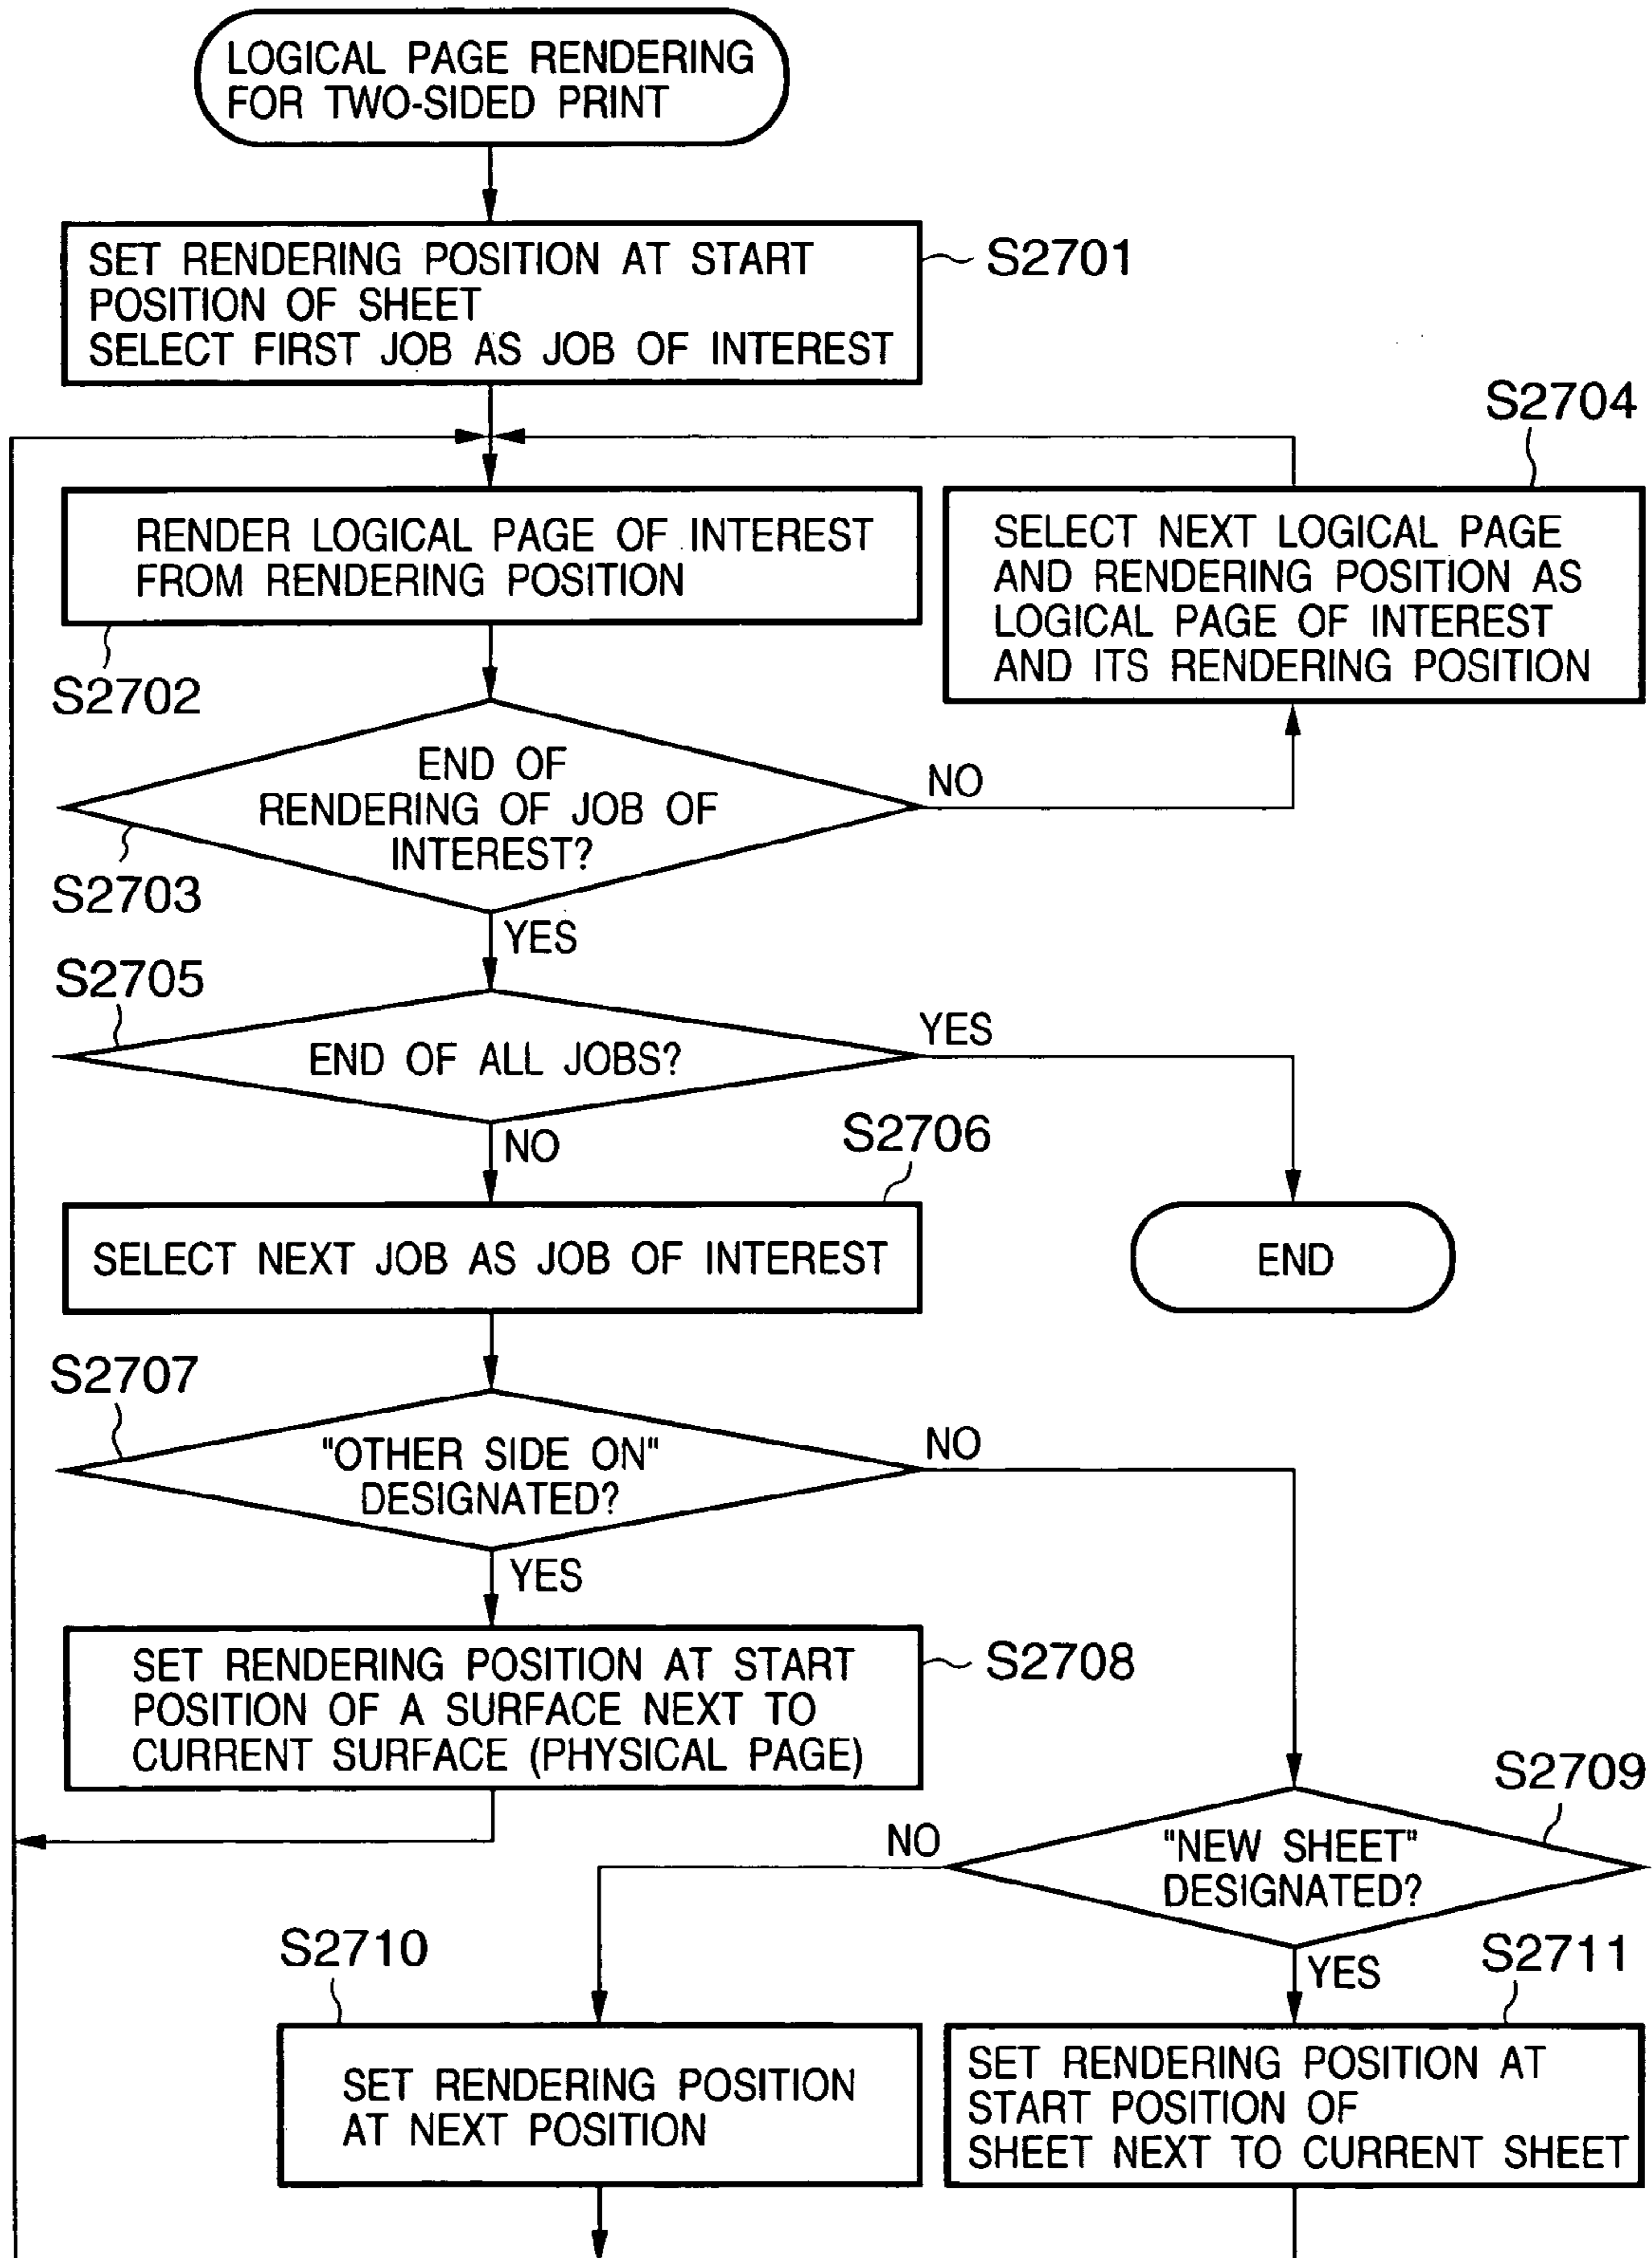 LOGICAL PAGE RENDERING
FOR TWO-SIDED PRINT
SET RENDERING POSITION AT START
POSITION OF SHEET
SELECT FIRST JOB AS JOB OF INTEREST
S2701
S2704
RENDER LOGICAL PAGE OF INTEREST
FROM RENDERING POSITION
S2702
SELECT NEXT LOGICAL PAGE
AND RENDERING POSITION AS
LOGICAL PAGE OF INTEREST
AND ITS RENDERING POSITION
END OF
RENDERING OF JOB OF
INTEREST?
NO
S2703
YES
S2705
END OF ALL JOBS?
YES
NO
S2706
SELECT NEXT JOB AS JOB OF INTEREST
END
S2707
"OTHER SIDE ON"
DESIGNATED?
NO
YES
SET RENDERING POSITION AT START
POSITION OF A SURFACE NEXT TO
CURRENT SURFACE (PHYSICAL PAGE)
S2708
S2709
"NEW SHEET"
DESIGNATED?
NO
YES
S2710
S2711
SET RENDERING POSITION
AT NEXT POSITION
SET RENDERING POSITION AT
START POSITION OF
SHEET NEXT TO CURRENT SHEET